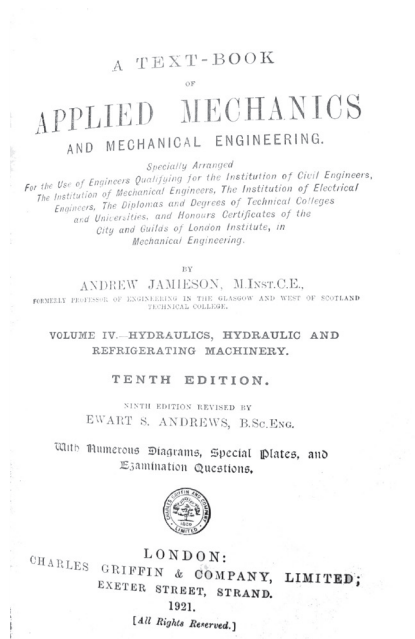 A TEXT-BOOK
OF
APPLIED MECHANICS
AND MECHANICAL ENGINEERING.
Specially Arranged
For the Use of Engineers Qualifying for the Institution of Civil Engineers,
The Institution of Mechanical Engineers, The Institution of Electrical
Engineers, The Diplomas and Degrees of Technical Colleges
and Universities, and Honours Certificates of the
City and Guilds of London Institute, in
Mechanical Engineering.
BY
ANDREW JAMIESON, M.INST.C.E.,
FORMERLY PROFESSOR OF ENGINEERING IN THE GLASGOW AND WEST OF SCOTLAND
TECHNICAL COLLEGE.
VOLUME IV.—HYDRAULICS, HYDRAULIC AND
REFRIGERATING MACHINERY.
TENTH EDITION.
NINTH EDITION REVISED BY
EWART S. ANDREWS, B.SC.ENG.
With Numerous Diagrams, Special Plates, and
Examination Questions.
CHARLES GRIFFIN AND COMPANY
LIMITED
LONDON:
CHARLES GRIFFIN & COMPANY, LIMITED;
EXETER STREET, STRAND.
1921.
[All Rights Reserved.]